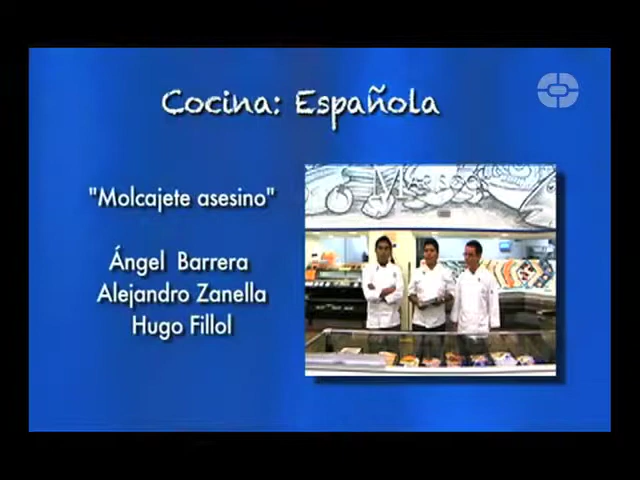 Cocina: Española
"Molcajete asesino"
Ángel Barrera
Alejandro Zanella
Hugo Fillol